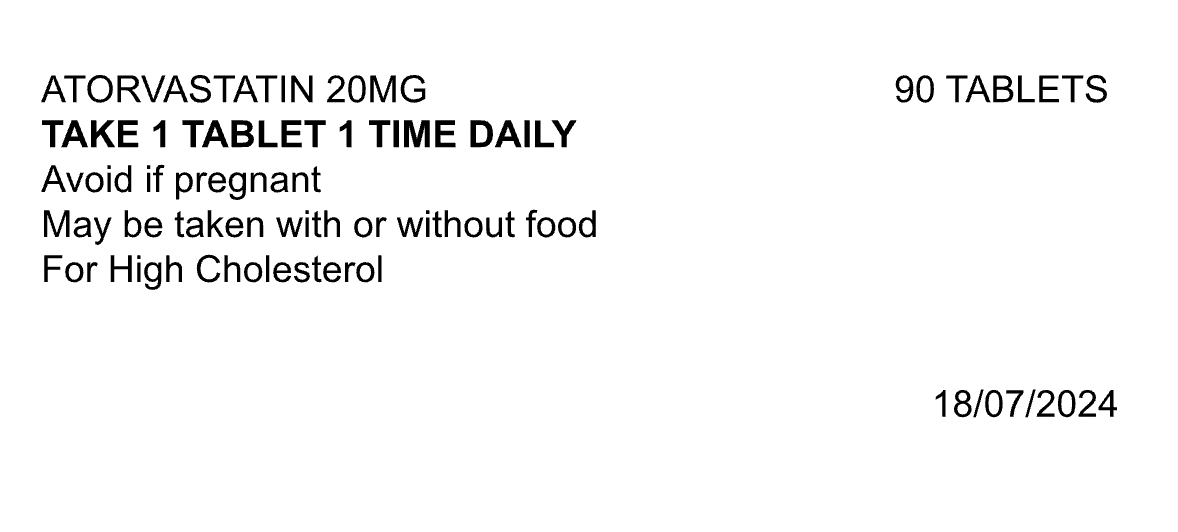 ATORVASTATIN 20MG 90 TABLETS
TAKE 1 TABLET 1 TIME DAILY
Avoid if pregnant
May be taken with or without food
For High Cholesterol
18/07/2024